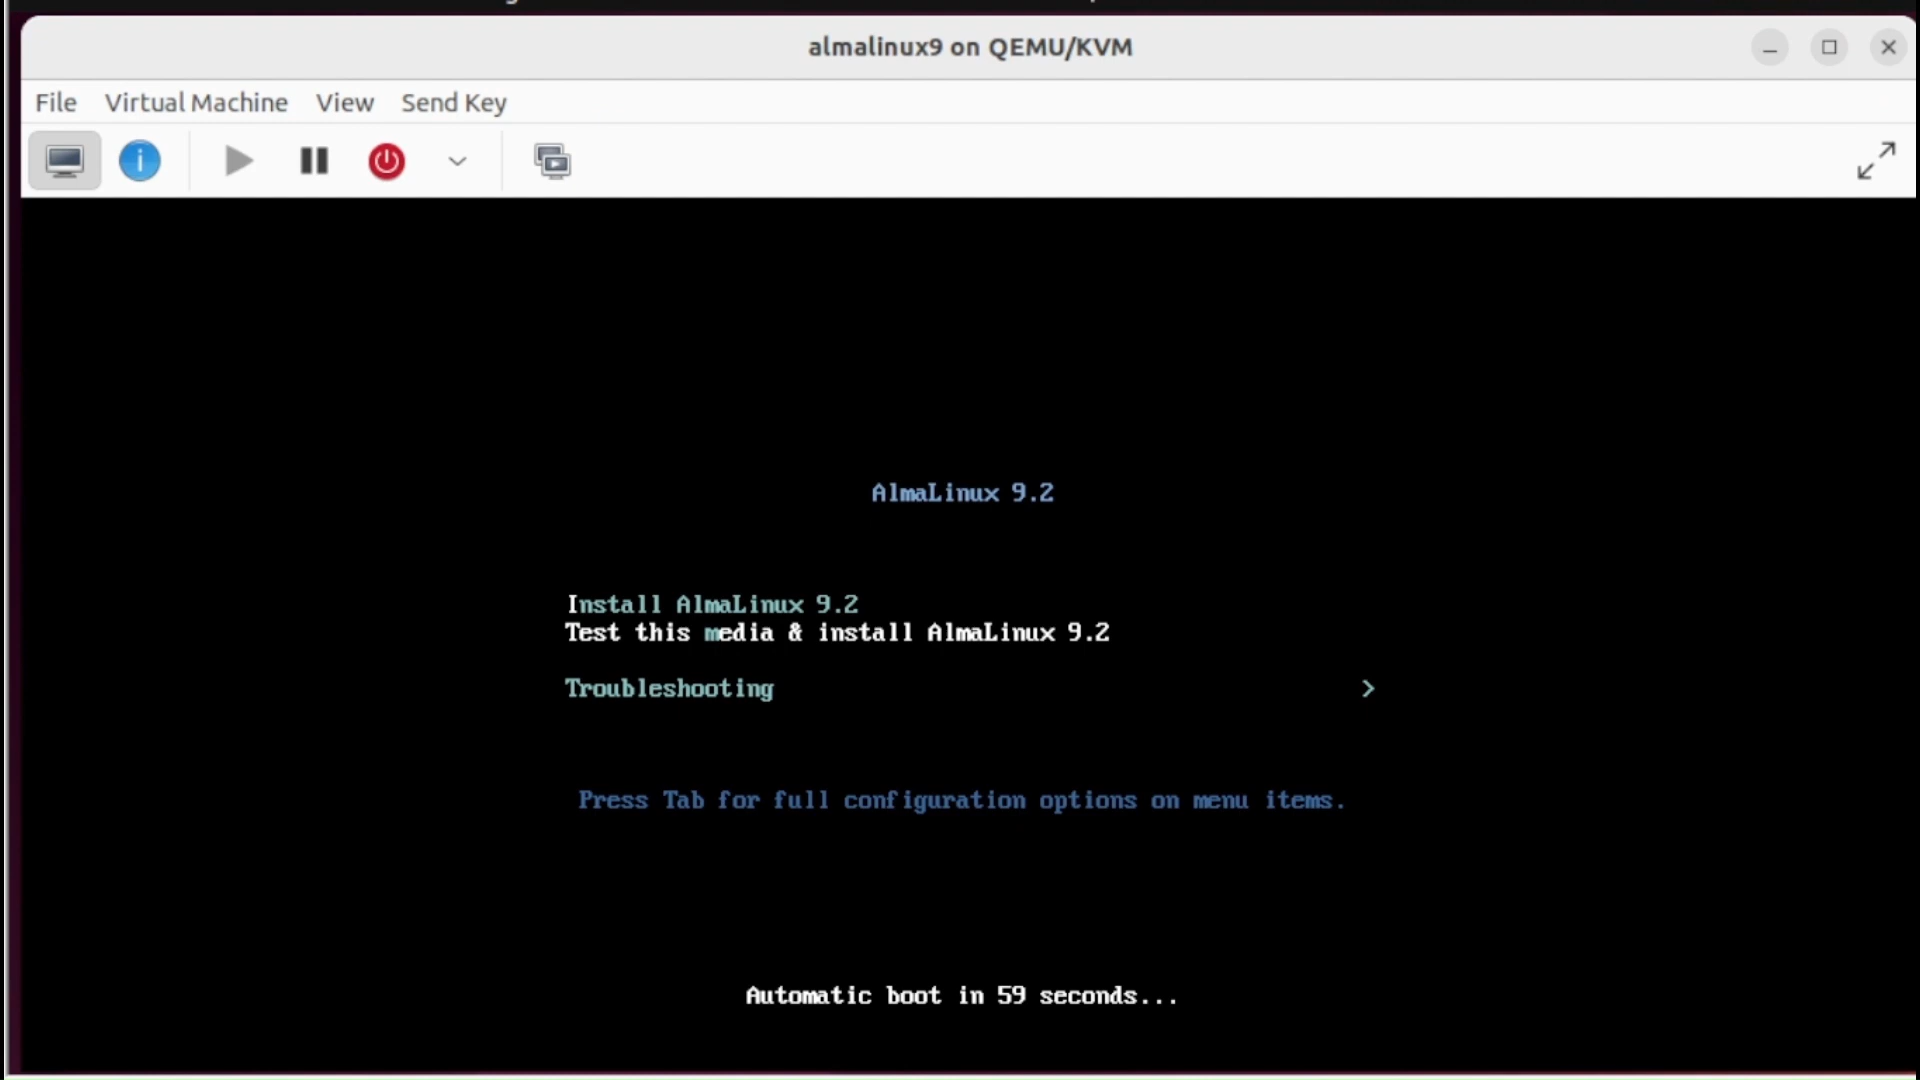 almalinux9 on QEMU/KVM
File Virtual Machine View Send Key
AlmaLinux 9.2
Install AlmaLinux 9.2
Test this media & install AlmaLinux 9.2
Troubleshooting >
Press Tab for full configuration options on menu items.
Automatic boot in 59 seconds...